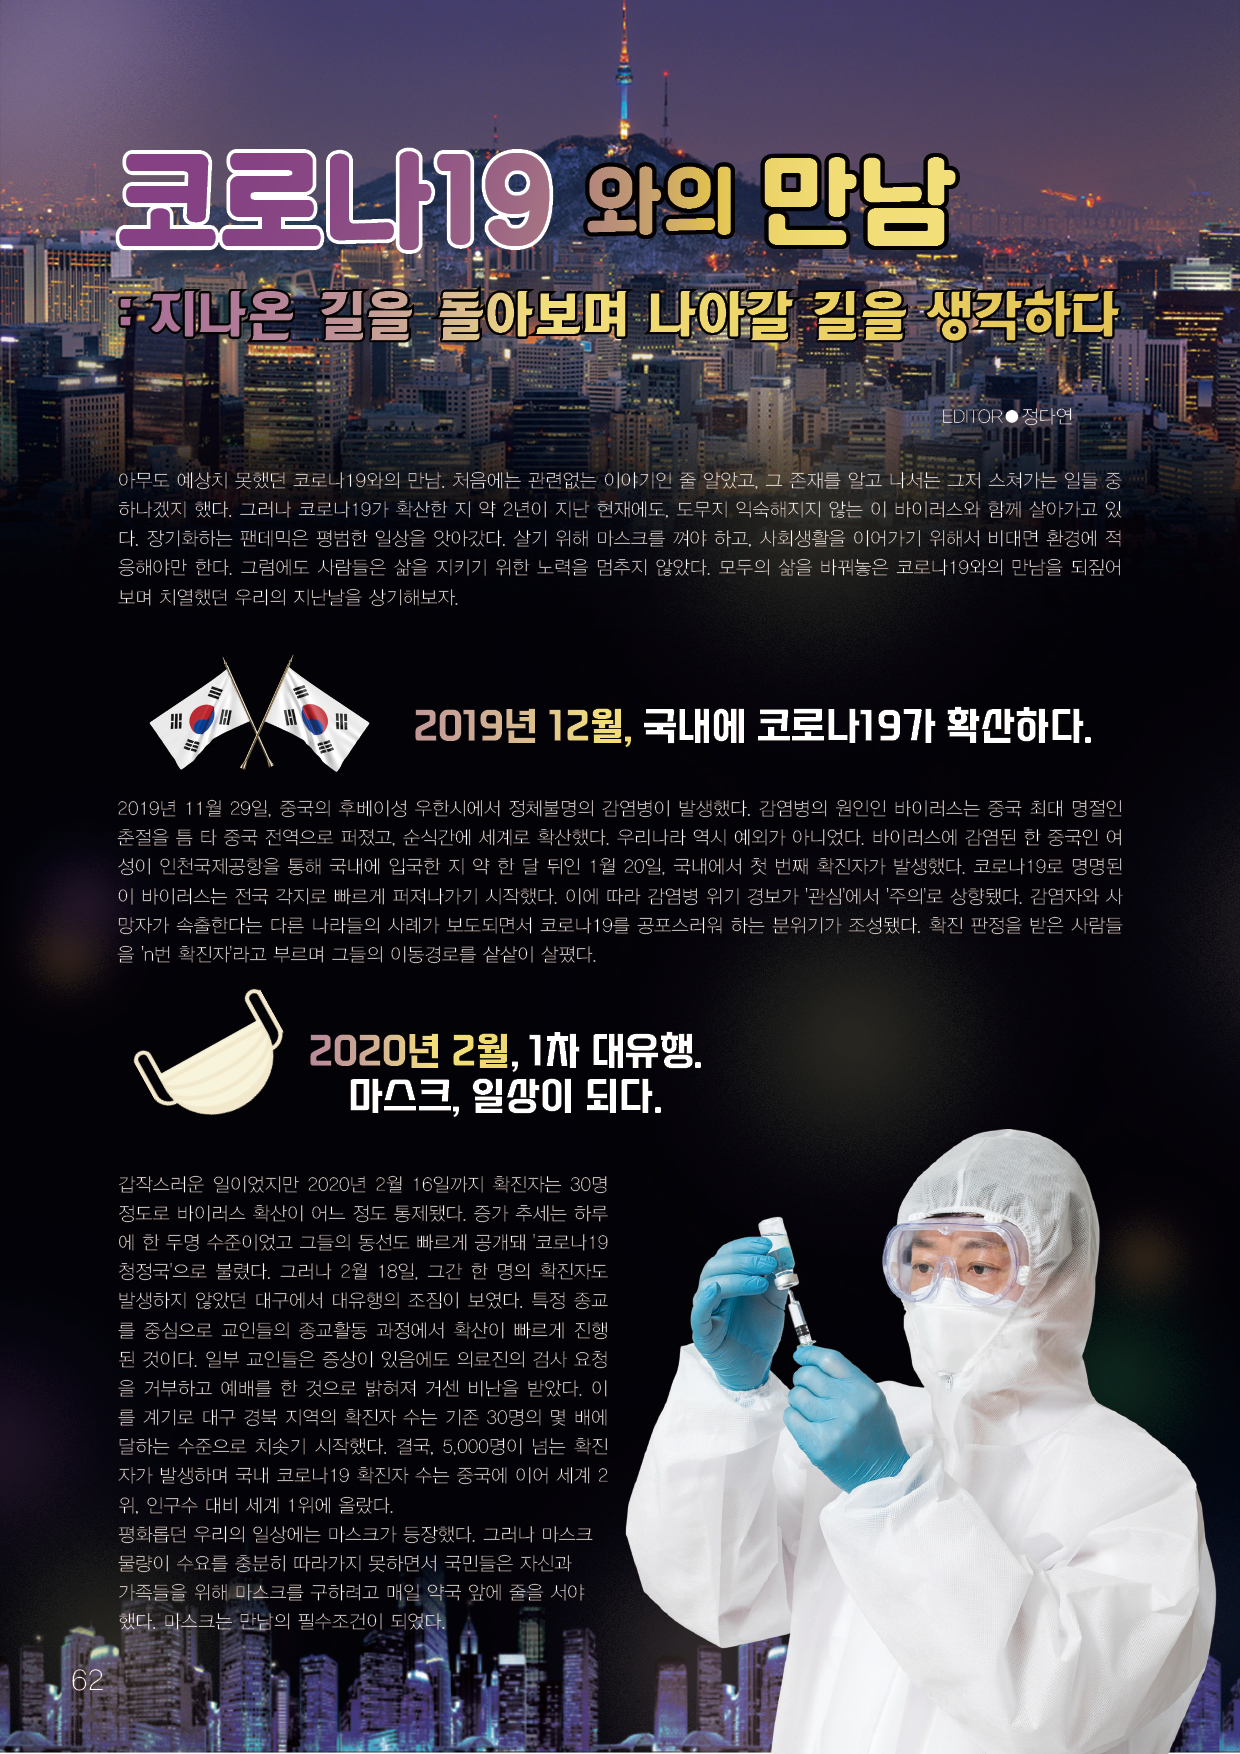 코로나19 와의 만남
: 지나온 길을 돌아보며 나아갈 길을 생각하다
EDITOR●정다연
아무도 예상치 못했던 코로나19와의 만남. 처음에는 관련없는 이야기인 줄 알았고, 그 존재를 알고 나서는 그저 스쳐가는 일들 중
하나겠지 했다. 그러나 코로나19가 확산한 지 약 2년이 지난 현재에도, 도무지 익숙해지지 않는 이 바이러스와 함께 살아가고 있
다. 장기화하는 팬데믹은 평범한 일상을 앗아갔다. 살기 위해 마스크를 껴야 하고, 사회생활을 이어가기 위해서 비대면 환경에 적
응해야만 한다. 그럼에도 사람들은 삶을 지키기 위한 노력을 멈추지 않았다. 모두의 삶을 바꿔놓은 코로나19와의 만남을 되짚어
보며 치열했던 우리의 지난날을 상기해보자.
2019년 12월, 국내에 코로나19가 확산하다.
2019년 11월 29일, 중국의 후베이성 우한시에서 정체불명의 감염병이 발생했다. 감염병의 원인인 바이러스는 중국 최대 명절인
춘절을 틈 타 중국 전역으로 퍼졌고, 순식간에 세계로 확산했다. 우리나라 역시 예외가 아니었다. 바이러스에 감염된 한 중국인 여
성이 인천국제공항을 통해 국내에 입국한 지 약 한 달 뒤인 1월 20일, 국내에서 첫 번째 확진자가 발생했다. 코로나19로 명명된
이 바이러스는 전국 각지로 빠르게 퍼져나가기 시작했다. 이에 따라 감염병 위기 경보가 '관심'에서 '주의'로 상향됐다. 감염자와 사
망자가 속출한다는 다른 나라들의 사례가 보도되면서 코로나19를 공포스러워 하는 분위기가 조성됐다. 확진 판정을 받은 사람들
을 'n번 확진자'라고 부르며 그들의 이동경로를 샅샅이 살폈다.
2020년 2월, 1차 대유행.
마스크, 일상이 되다.
갑작스러운 일이었지만 2020년 2월 16일까지 확진자는 30명
정도로 바이러스 확산이 어느 정도 통제됐다. 증가 추세는 하루
에 한 두명 수준이었고 그들의 동선도 빠르게 공개돼 '코로나19
청정국'으로 불렸다. 그러나 2월 18일, 그간 한 명의 확진자도
발생하지 않았던 대구에서 대유행의 조짐이 보였다. 특정 종교
를 중심으로 교인들의 종교활동 과정에서 확산이 빠르게 진행
된 것이다. 일부 교인들은 증상이 있음에도 의료진의 검사 요청
을 거부하고 예배를 한 것으로 밝혀져 거센 비난을 받았다. 이
를 계기로 대구 경북 지역의 확진자 수는 기존 30명의 몇 배에
달하는 수준으로 치솟기 시작했다. 결국, 5,000명이 넘는 확진
자가 발생하며 국내 코로나19 확진자 수는 중국에 이어 세계 2
위, 인구수 대비 세계 1위에 올랐다.
평화롭던 우리의 일상에는 마스크가 등장했다. 그러나 마스크
물량이 수요를 충분히 따라가지 못하면서 국민들은 자신과
가족들을 위해 마스크를 구하려고 매일 약국 앞에 줄을 서야
했다. 마스크는 만남의 필수조건이 되었다.
62